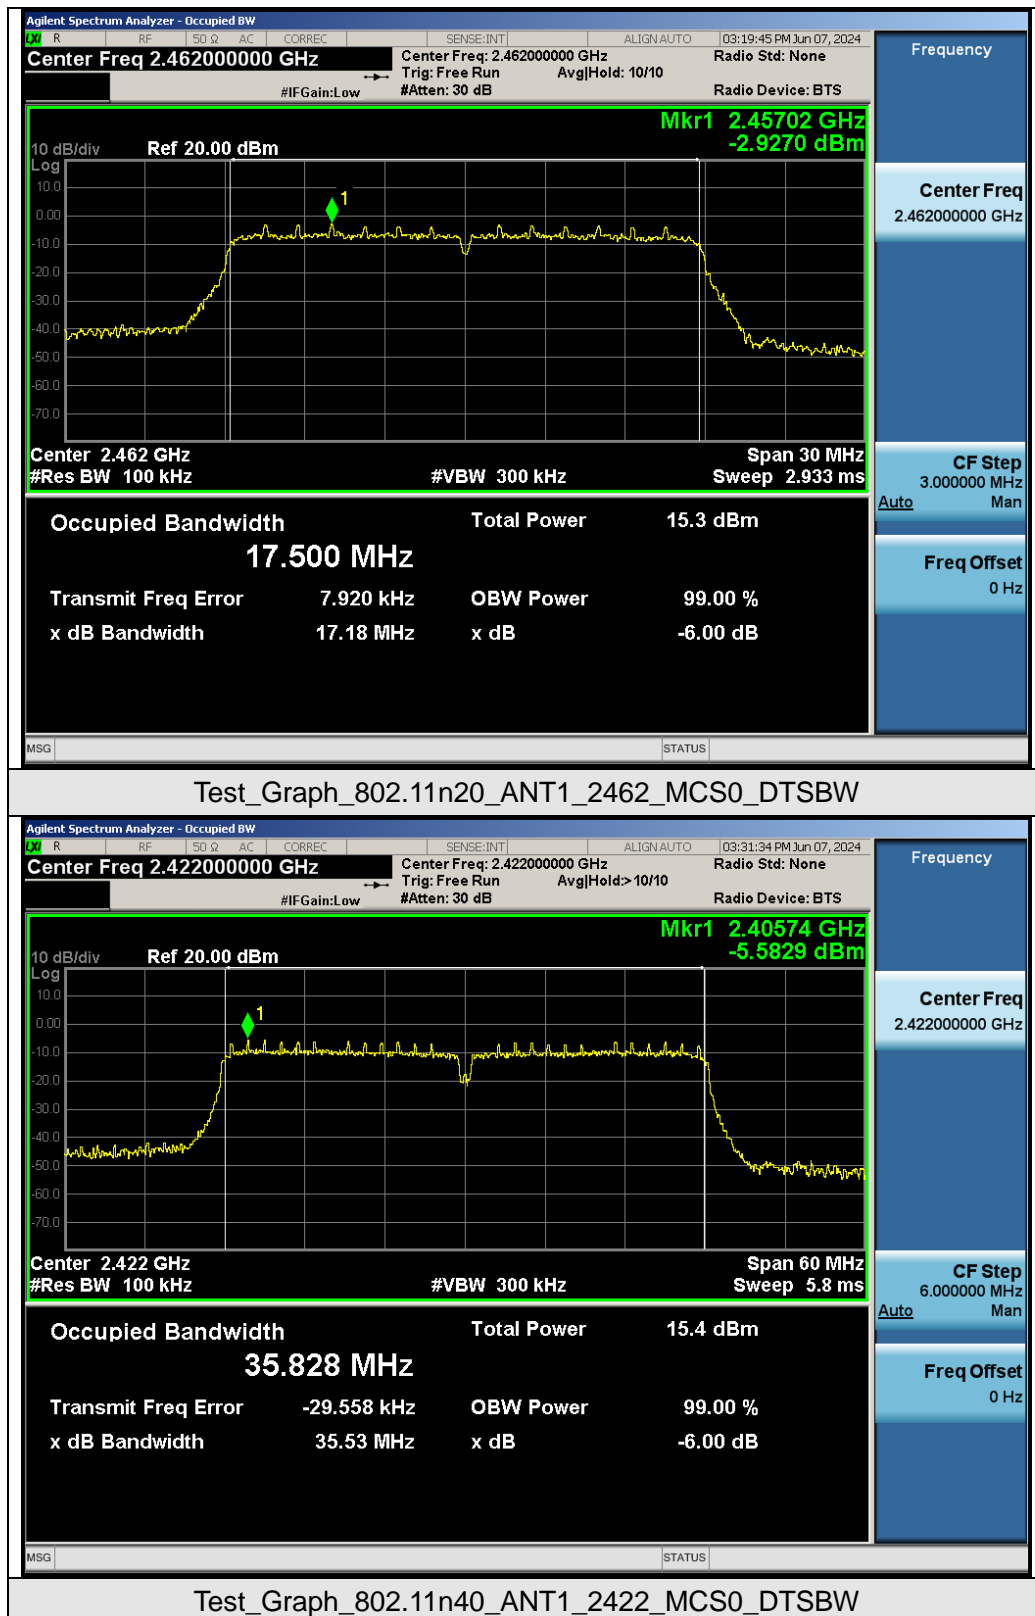 Agilent Spectrum Analyzer - Occupied BW
LXI R RF 50 Ω AC CORREC SENSE:INT ALIGN AUTO 03:19:45 PM Jun 07, 2024
Center Freq 2.462000000 GHz Center Freq: 2.462000000 GHz Radio Std: None Frequency
Trig: Free Run Avg|Hold: 10/10
#IFGain:Low #Atten: 30 dB Radio Device: BTS
Mkr1 2.45702 GHz
10 dB/div Ref 20.00 dBm -2.9270 dBm
Log
10.0
0.00
-10.0
-20.0
-30.0
-40.0
-50.0
-60.0
-70.0
1
Center Freq
2.462000000 GHz
Center 2.462 GHz Span 30 MHz
#Res BW 100 kHz #VBW 300 kHz Sweep 2.933 ms
CF Step
3.000000 MHz
Auto Man
Occupied Bandwidth Total Power 15.3 dBm
17.500 MHz
Freq Offset
0 Hz
Transmit Freq Error 7.920 kHz OBW Power 99.00 %
x dB Bandwidth 17.18 MHz x dB -6.00 dB
MSG STATUS
Test_Graph_802.11n20_ANT1_2462_MCS0_DTSBW
Agilent Spectrum Analyzer - Occupied BW
LXI R RF 50 Ω AC CORREC SENSE:INT ALIGN AUTO 03:31:34 PM Jun 07, 2024
Center Freq 2.422000000 GHz Center Freq: 2.422000000 GHz Radio Std: None Frequency
Trig: Free Run Avg|Hold:> 10/10
#IFGain:Low #Atten: 30 dB Radio Device: BTS
Mkr1 2.40574 GHz
10 dB/div Ref 20.00 dBm -5.5829 dBm
Log
10.0
0.00
-10.0
-20.0
-30.0
-40.0
-50.0
-60.0
-70.0
1
Center Freq
2.422000000 GHz
Center 2.422 GHz Span 60 MHz
#Res BW 100 kHz #VBW 300 kHz Sweep 5.8 ms
CF Step
6.000000 MHz
Auto Man
Occupied Bandwidth Total Power 15.4 dBm
35.828 MHz
Freq Offset
0 Hz
Transmit Freq Error -29.558 kHz OBW Power 99.00 %
x dB Bandwidth 35.53 MHz x dB -6.00 dB
MSG STATUS
Test_Graph_802.11n40_ANT1_2422_MCS0_DTSBW